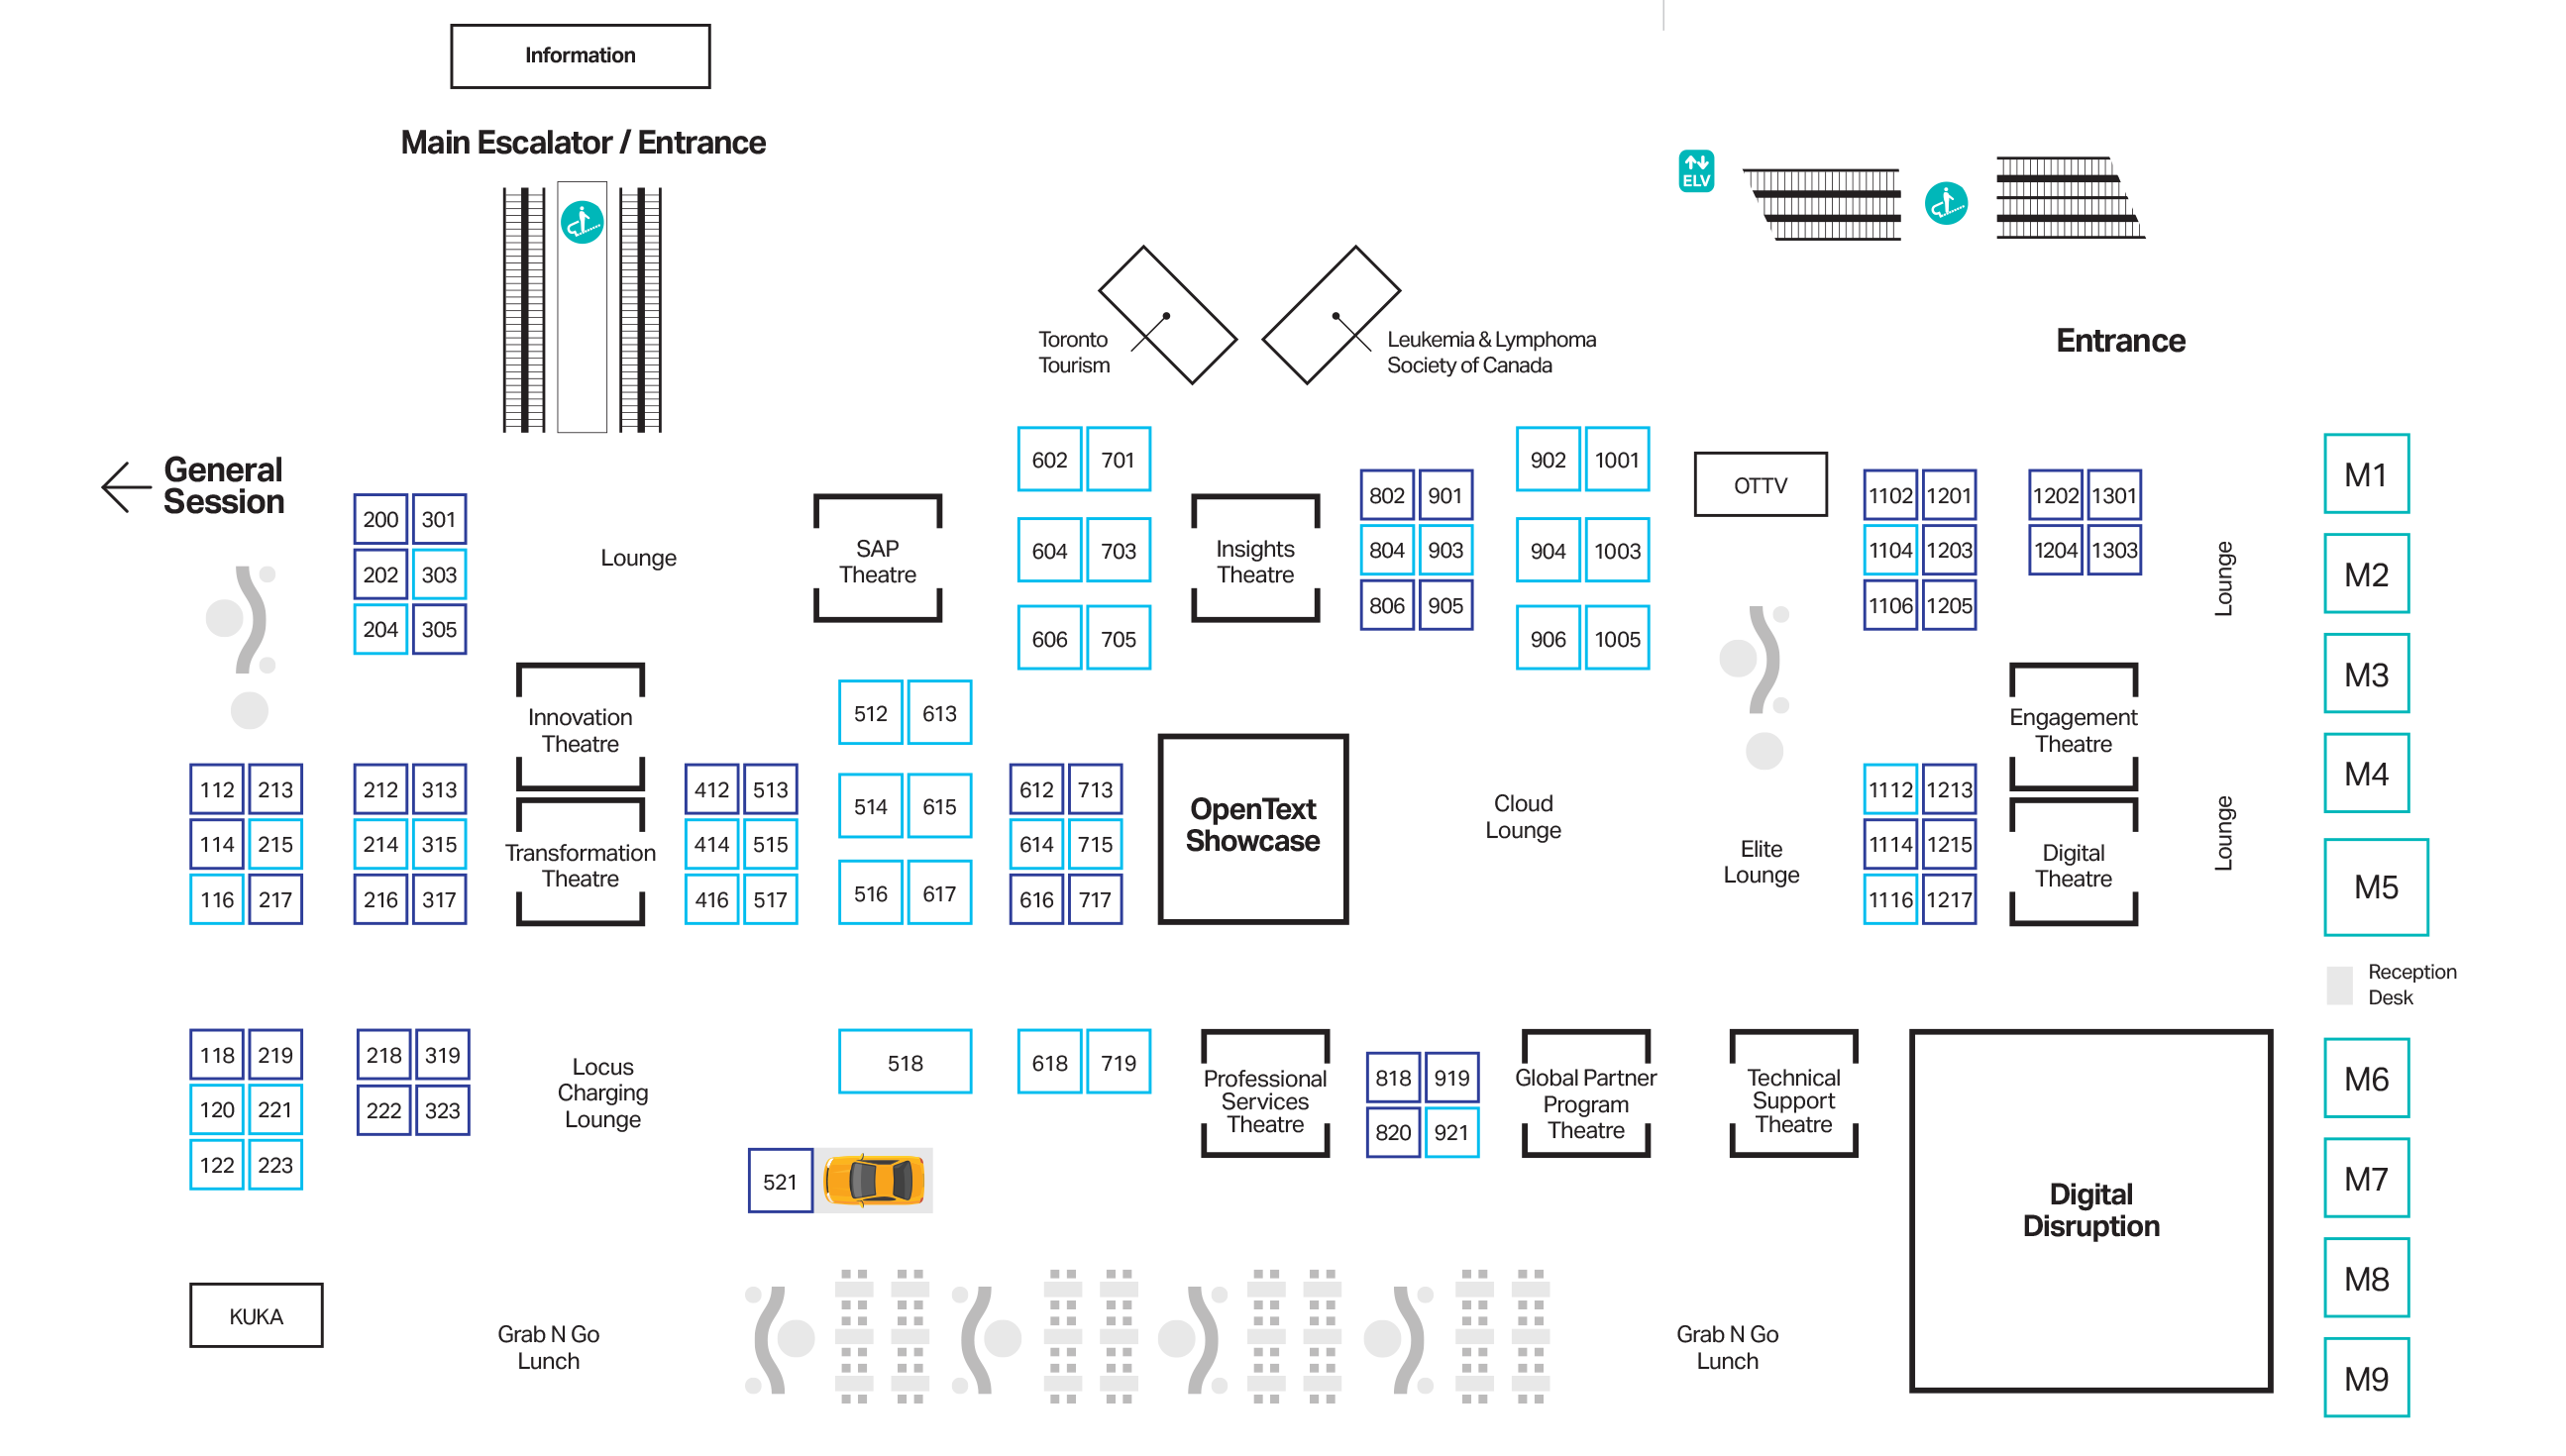 Information
Main Escalator / Entrance
ELV
Toronto
Tourism
Leukemia & Lymphoma
Society of Canada
Entrance
General
Session
200 301
202 303
204 305
Lounge
SAP
Theatre
602 701
604 703
606 705
Insights
Theatre
802 901
804 903
806 905
902 1001
904 1003
906 1005
OTTV
1102 1201
1104 1203
1106 1205
1202 1301
1204 1303
Lounge
M1
M2
M3
M4
M5
Innovation
Theatre
Transformation
Theatre
112 213
114 215
116 217
212 313
214 315
216 317
412 513
414 515
416 517
512 613
514 615
516 617
612 713
614 715
616 717
OpenText
Showcase
Cloud
Lounge
Elite
Lounge
1112 1213
1114 1215
1116 1217
Engagement
Theatre
Digital
Theatre
Lounge
Reception
Desk
118 219
120 221
122 223
218 319
222 323
Locus
Charging
Lounge
518
521
618 719
Professional
Services
Theatre
818 919
820 921
Global Partner
Program
Theatre
Technical
Support
Theatre
Digital
Disruption
M6
M7
M8
M9
KUKA
Grab N Go
Lunch
Grab N Go
Lunch